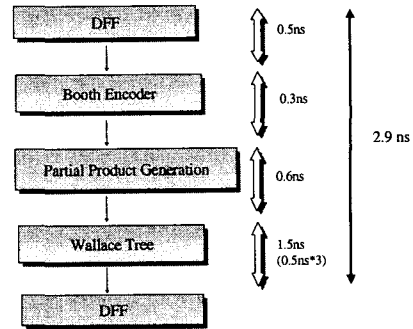 DFF
0.5ns
Booth Encoder
0.3ns
2.9 ns
Partial Product Generation
0.6ns
Wallace Tree
1.5ns
(0.5ns*3)
DFF